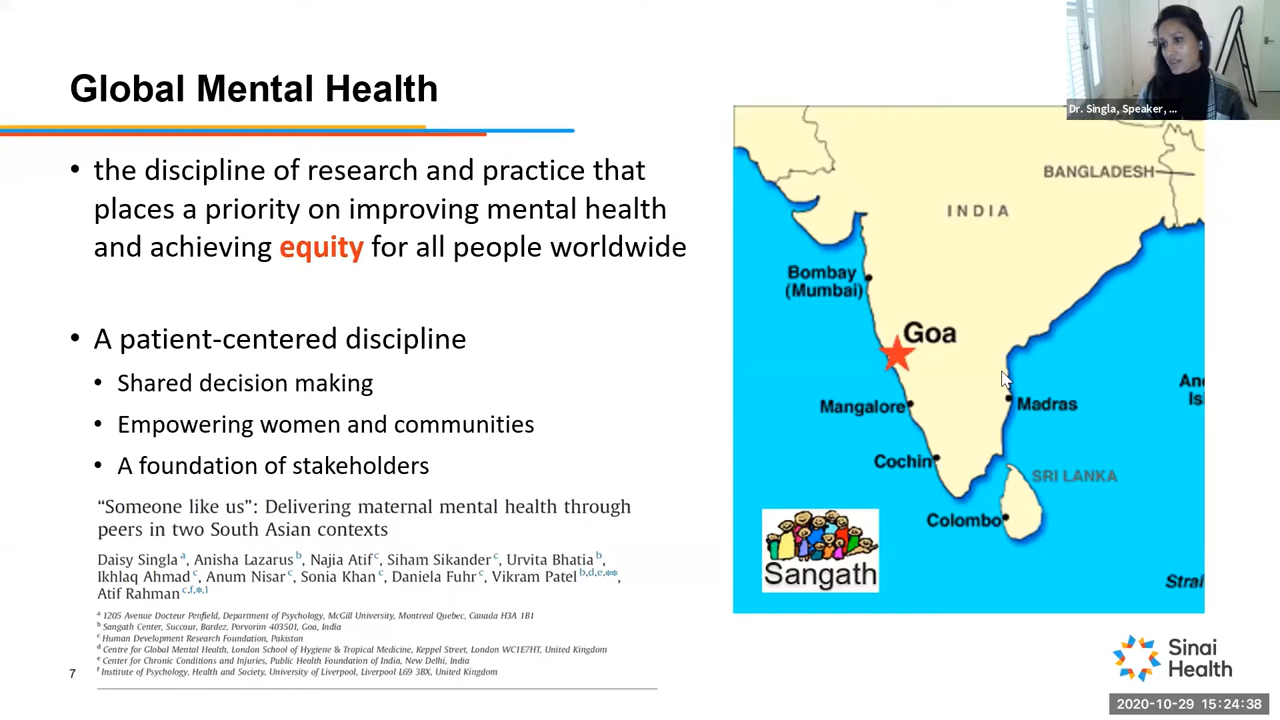 Global Mental Health
• the discipline of research and practice that
places a priority on improving mental health
and achieving equity for all people worldwide
• A patient-centered discipline
• Shared decision making
• Empowering women and communities
• A foundation of stakeholders
“Someone like us”: Delivering maternal mental health through
peers in two South Asian contexts
Daisy Singla a, Anisha Lazarus b, Najia Atif c, Siham Sikander c, Urvita Bhatia b,
Ikhlaq Ahmad c, Anum Nisar c, Sonia Khan c, Daniela Fuhr c, Vikram Patel b,d,e,**,
Atif Rahman c,f,*,1
a 1205 Avenue Docteur Penfield, Department of Psychology, McGill University, Montreal Quebec, Canada H3A 1B1
b Sangath Center, Succour, Bardez, Porvorim 403501, Goa, India
c Human Development Research Foundation, Pakistan
d Centre for Global Mental Health, London School of Hygiene & Tropical Medicine, Keppel Street, London WC1E7HT, United Kingdom
e Center for Chronic Conditions and Injuries, Public Health Foundation of India, New Delhi, India
f Institute of Psychology, Health and Society, University of Liverpool, Liverpool L69 3BX, United Kingdom
7
Dr. Singla, Speaker, ...
BANGLADESH
INDIA
Bombay
(Mumbai)
Goa
Mangalore
Madras
An
Is
Cochin
SRI LANKA
Colombo
Sangath
Strai
Sinai
Health
2020-10-29 15:24:38